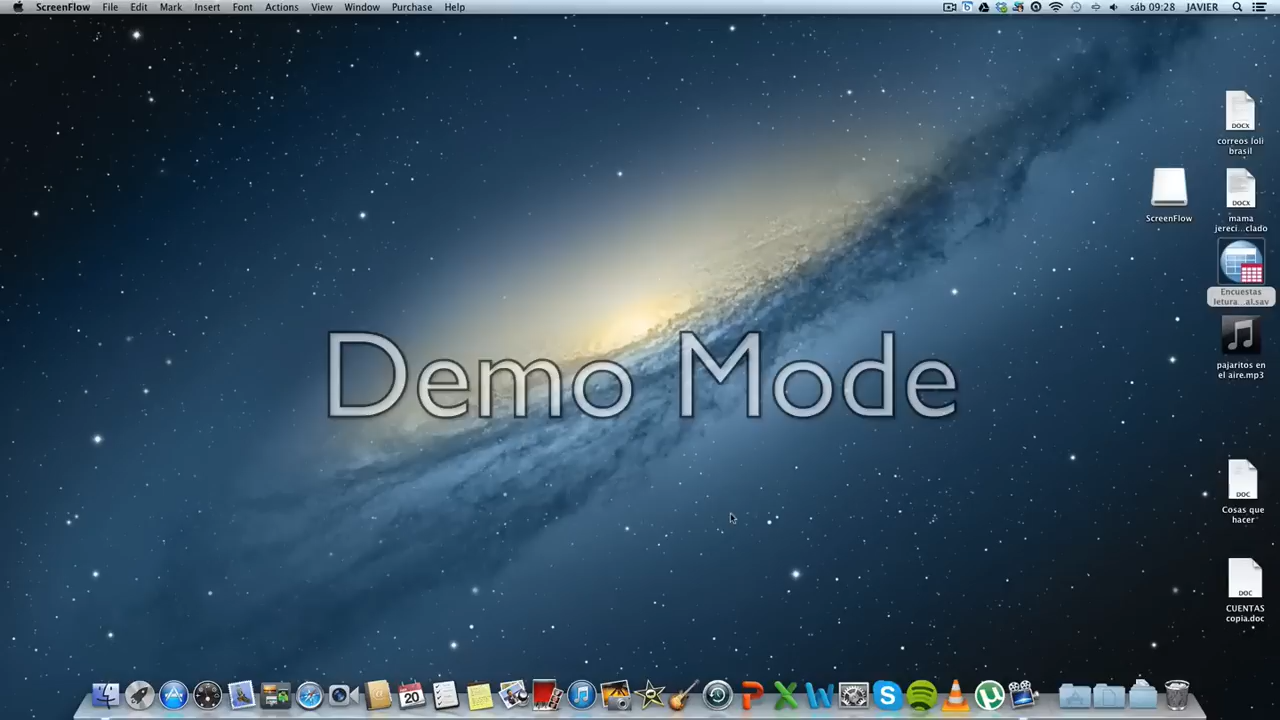 ScreenFlow File Edit Mark Insert Font Actions View Window Purchase Help
sáb 09:28 JAVIER
DOCX
correos loli
brasil
DOCX
mama
jereci...clado
ScreenFlow
Encuestas
letura...al.sav
pajaritos en
el aire.mp3
Demo Mode
DOC
Cosas que
hacer
DOC
CUENTAS
copia.doc
20